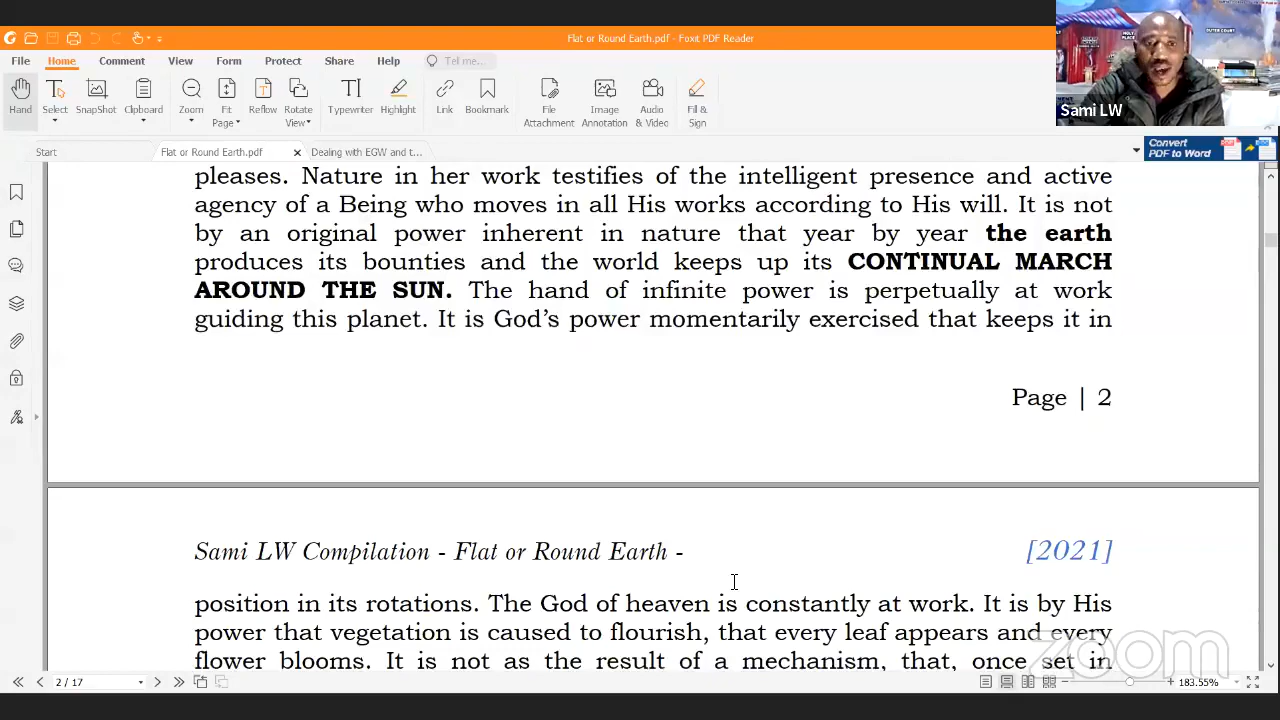 Flat or Round Earth.pdf - Foxit PDF Reader
File Home Comment View Form Protect Share Help Tell me...
Hand Select SnapShot Clipboard Zoom Fit Page Reflow Rotate View Typewriter Highlight Link Bookmark File Attachment Image Annotation Audio & Video Fill & Sign
HOLY PLACE
OUTER COURT
Sami LW
Start Flat or Round Earth.pdf Dealing with EGW and t...
Convert PDF to Word
pleases. Nature in her work testifies of the intelligent presence and active
agency of a Being who moves in all His works according to His will. It is not
by an original power inherent in nature that year by year the earth
produces its bounties and the world keeps up its CONTINUAL MARCH
AROUND THE SUN. The hand of infinite power is perpetually at work
guiding this planet. It is God's power momentarily exercised that keeps it in
Page | 2
Sami LW Compilation - Flat or Round Earth - [2021]
position in its rotations. The God of heaven is constantly at work. It is by His
power that vegetation is caused to flourish, that every leaf appears and every
flower blooms. It is not as the result of a mechanism, that, once set in
zoom
2 / 17 183.55%